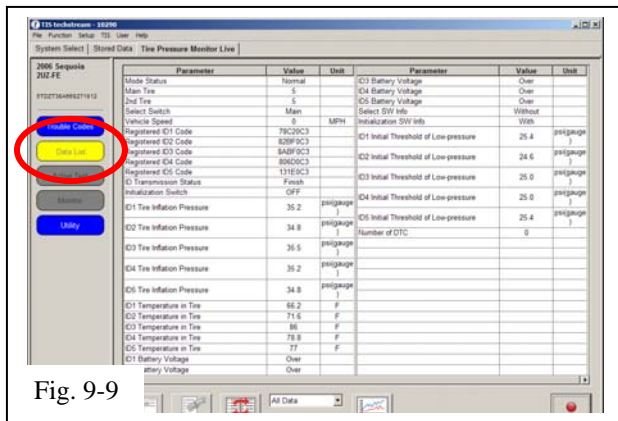 TIS techstream - 10290
File Function Setup TIS User Help
System Select Stored Data Tire Pressure Monitor Live
2006 Sequoia
2UZ-FE
Trouble Codes
Data List
Active Test
Monitor
Utility
Parameter Value Unit Parameter Value Unit
Mode Status Normal ID3 Battery Voltage Over
Main Tire 5 ID4 Battery Voltage Over
2nd Tire 5 ID5 Battery Voltage Over
Select Switch Main Select SW Info Without
Vehicle Speed 0 MPH Initialization SW Info With
Registered ID1 Code 78C29C3 ID1 Initial Threshold of Low-pressure 25.4 psi(gauge)
Registered ID2 Code 82BF9C3
Registered ID3 Code 8ABF0C3 ID2 Initial Threshold of Low-pressure 24.6 psi(gauge)
Registered ID4 Code 806D0C3
Registered ID5 Code 131E0C3 ID3 Initial Threshold of Low-pressure 25.0 psi(gauge)
ID Transmission Status Finish
Initialization Switch OFF ID4 Initial Threshold of Low-pressure 25.0 psi(gauge)
ID1 Tire Inflation Pressure 35.2 psi(gauge) ID5 Initial Threshold of Low-pressure 25.4 psi(gauge)
ID2 Tire Inflation Pressure 34.8 psi(gauge) Number of DTC 0
ID3 Tire Inflation Pressure 35.5 psi(gauge)
ID4 Tire Inflation Pressure 35.2 psi(gauge)
ID5 Tire Inflation Pressure 34.8 psi(gauge)
ID1 Temperature in Tire 66.2 F
ID2 Temperature in Tire 71.6 F
ID3 Temperature in Tire 86 F
ID4 Temperature in Tire 78.8 F
ID5 Temperature in Tire 77 F
ID1 Battery Voltage Over
Battery Voltage Over
Fig. 9-9
All Data